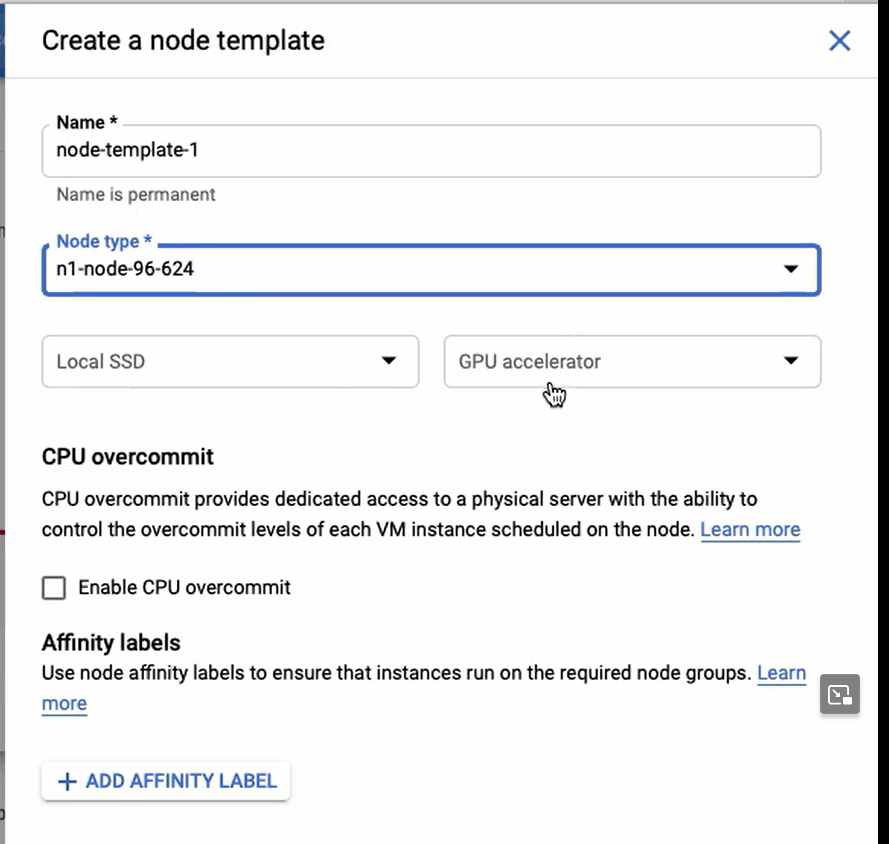 Create a node template
Name *
node-template-1
Name is permanent
Node type *
n1-node-96-624
Local SSD
GPU accelerator
CPU overcommit
CPU overcommit provides dedicated access to a physical server with the ability to
control the overcommit levels of each VM instance scheduled on the node. Learn more
Enable CPU overcommit
Affinity labels
Use node affinity labels to ensure that instances run on the required node groups. Learn
more
ADD AFFINITY LABEL